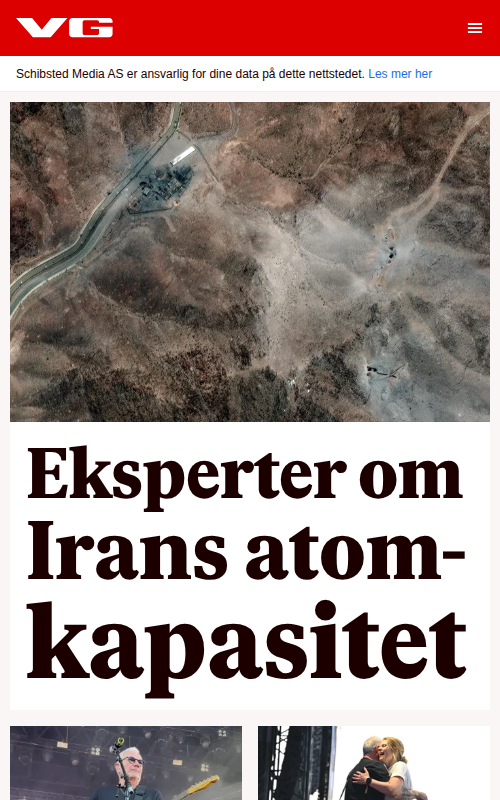 VG
Schibsted Media AS er ansvarlig for dine data på dette nettstedet. Les mer her
Eksperter om
Irans atom-
kapasitet